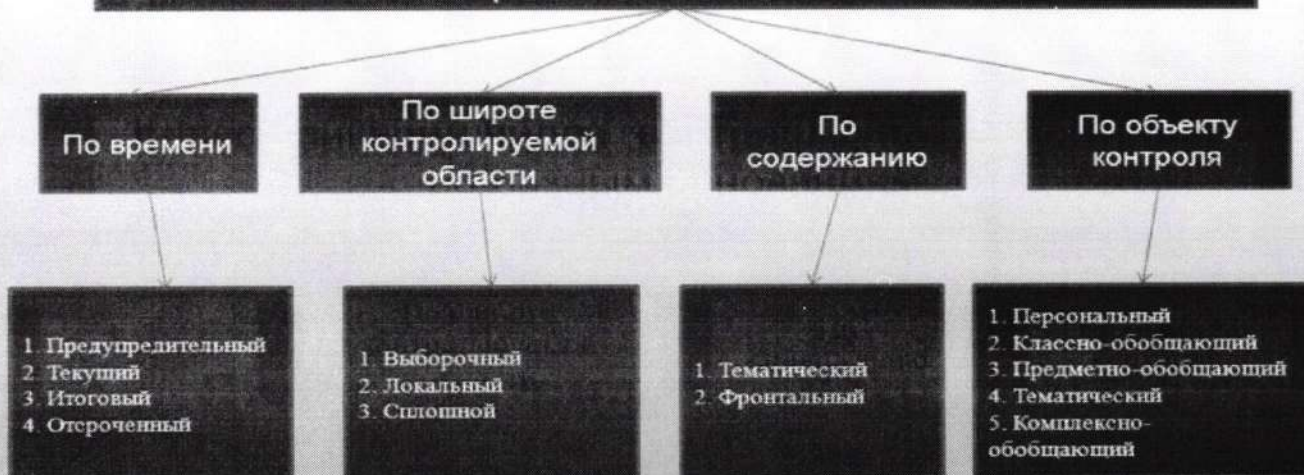 По времени
По широте
контролируемой
области
По
содержанию
По объекту
контроля
1. Предупредительный
2. Текущий
3. Итоговый
4. Отсроченный
1. Выборочный
2. Локальный
3. Сплошной
1. Тематический
2. Фронтальный
1. Персональный
2. Классно-обобщающий
3. Предметно-обобщающий
4. Тематический
5. Комплексно-
обобщающий